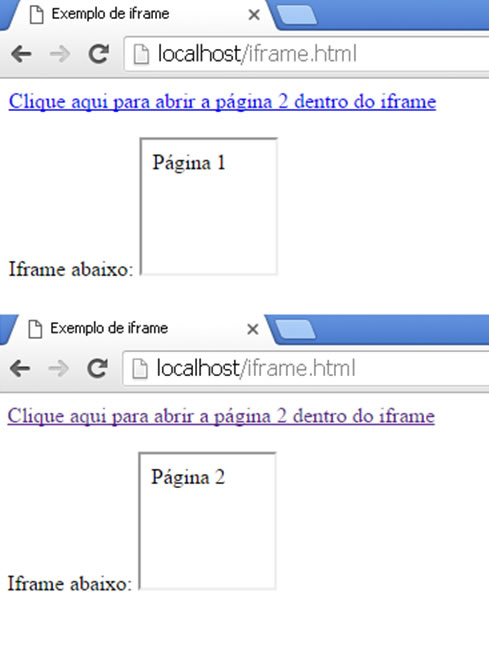 Exemplo de iframe
localhost/iframe.html
Clique aqui para abrir a página 2 dentro do iframe
Página 1
Iframe abaixo:
Exemplo de iframe
localhost/iframe.html
Clique aqui para abrir a página 2 dentro do iframe
Página 2
Iframe abaixo: